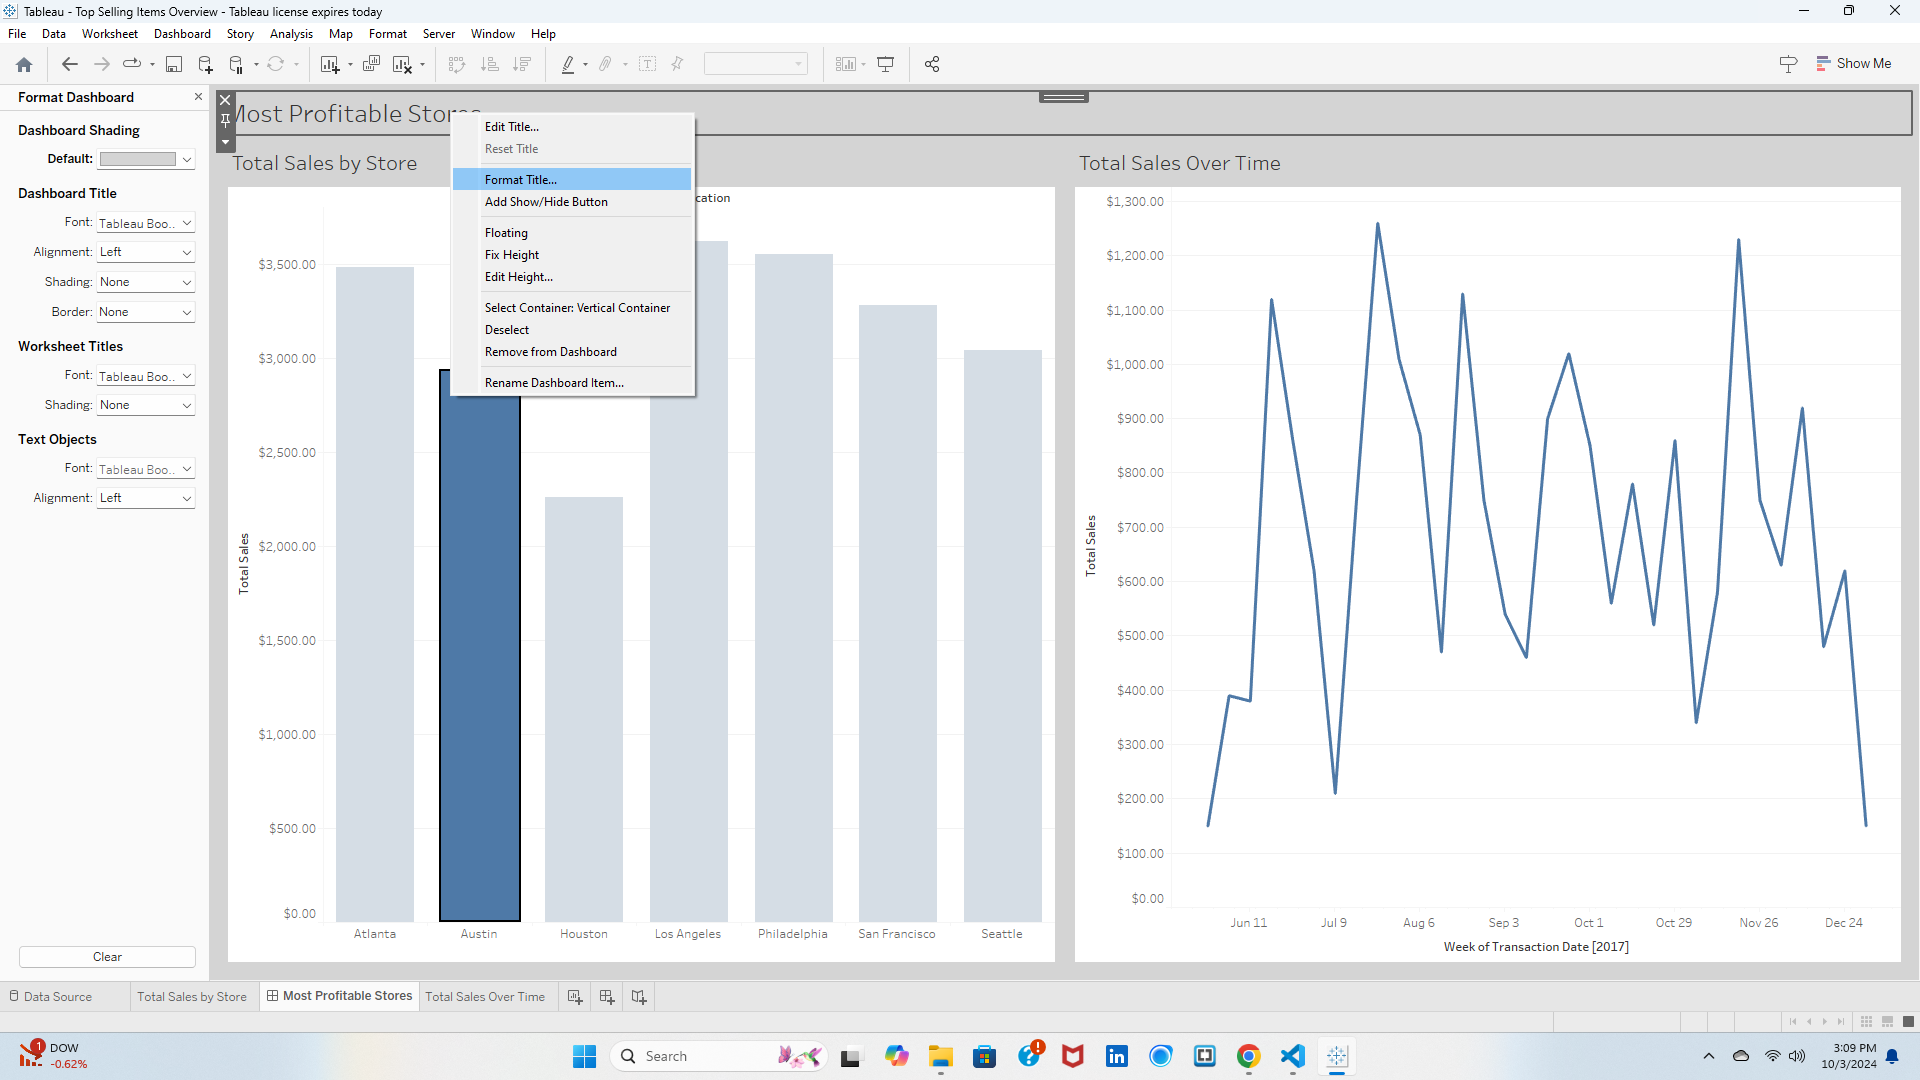 Tableau - Top Selling Items Overview - Tableau license expires today
File Data Worksheet Dashboard Story Analysis Map Format Server Window Help
Show Me
Format Dashboard
Dashboard Shading
Default:
Dashboard Title
Font: Tableau Boo..
Alignment: Left
Shading: None
Border: None
Worksheet Titles
Font: Tableau Boo..
Shading: None
Text Objects
Font: Tableau Boo..
Alignment: Left
Clear
Most Profitable Stores
Edit Title...
Reset Title
Format Title...
Add Show/Hide Button
Floating
Fix Height
Edit Height...
Select Container: Vertical Container
Deselect
Remove from Dashboard
Rename Dashboard Item...
Total Sales by Store
cation
Total Sales
$3,500.00
$3,000.00
$2,500.00
$2,000.00
$1,500.00
$1,000.00
$500.00
$0.00
Atlanta Austin Houston Los Angeles Philadelphia San Francisco Seattle
Total Sales Over Time
Total Sales
$1,300.00
$1,200.00
$1,100.00
$1,000.00
$900.00
$800.00
$700.00
$600.00
$500.00
$400.00
$300.00
$200.00
$100.00
$0.00
Jun 11 Jul 9 Aug 6 Sep 3 Oct 1 Oct 29 Nov 26 Dec 24
Week of Transaction Date [2017]
Data Source Total Sales by Store Most Profitable Stores Total Sales Over Time
1
DOW
-0.62%
Search
3:09 PM
10/3/2024